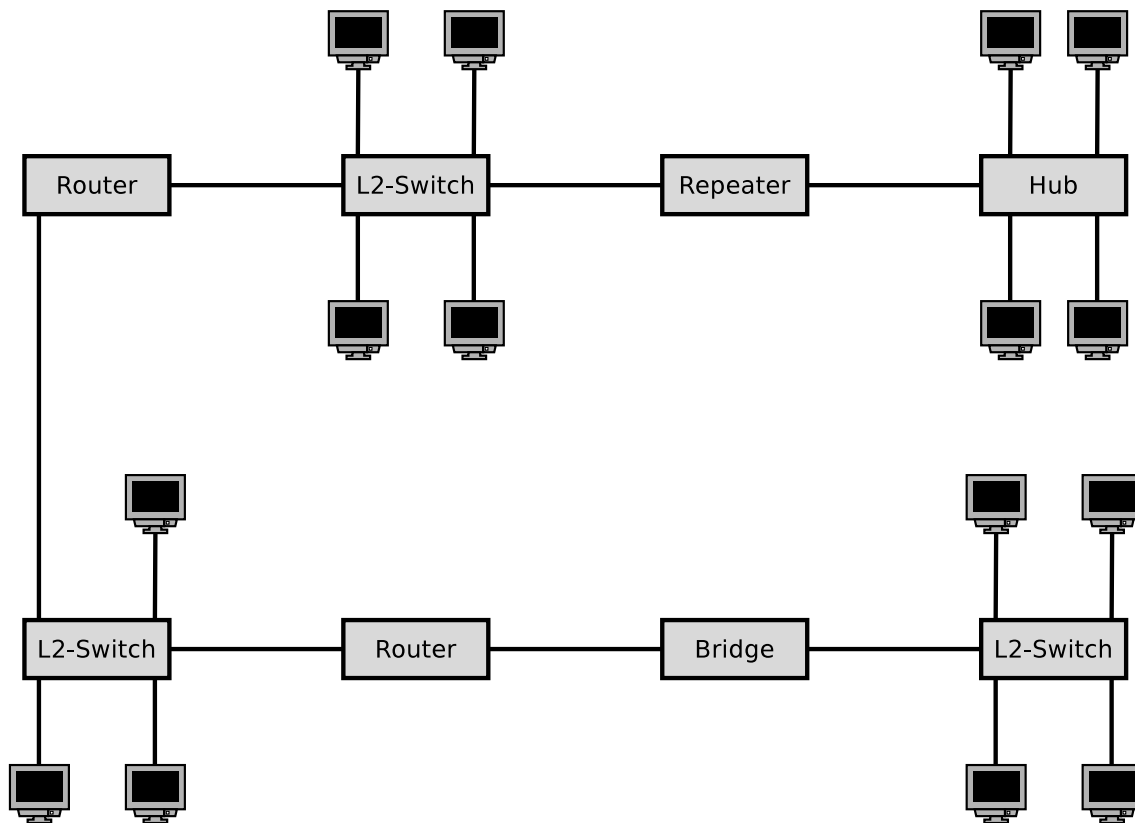 Router
L2-Switch
Repeater
Hub
L2-Switch
Router
Bridge
L2-Switch